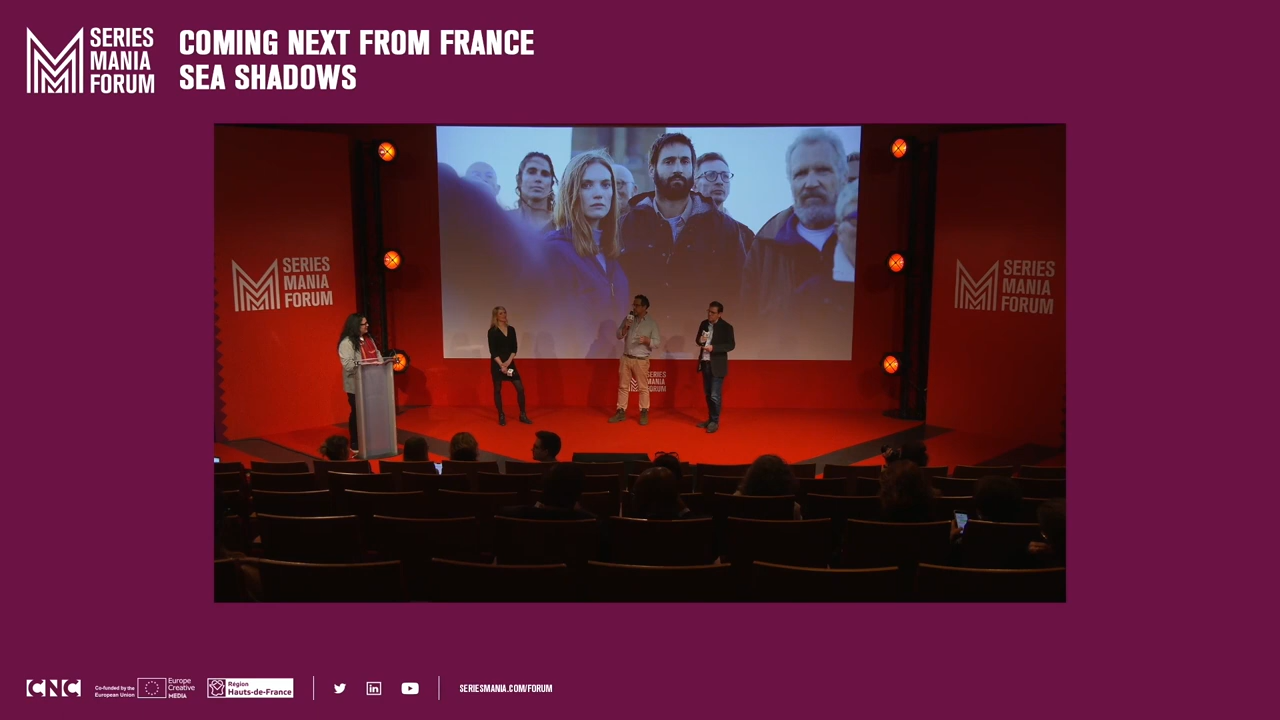 SERIES
MANIA
FORUM
COMING NEXT FROM FRANCE
SEA SHADOWS
SERIES
MANIA
FORUM
SERIES
MANIA
FORUM
SERIES
MANIA
FORUM
CNC
Co-funded by the
European Union
Europe
Creative
MEDIA
Région
Hauts-de-France
in
SERIESMANIA.COM/FORUM